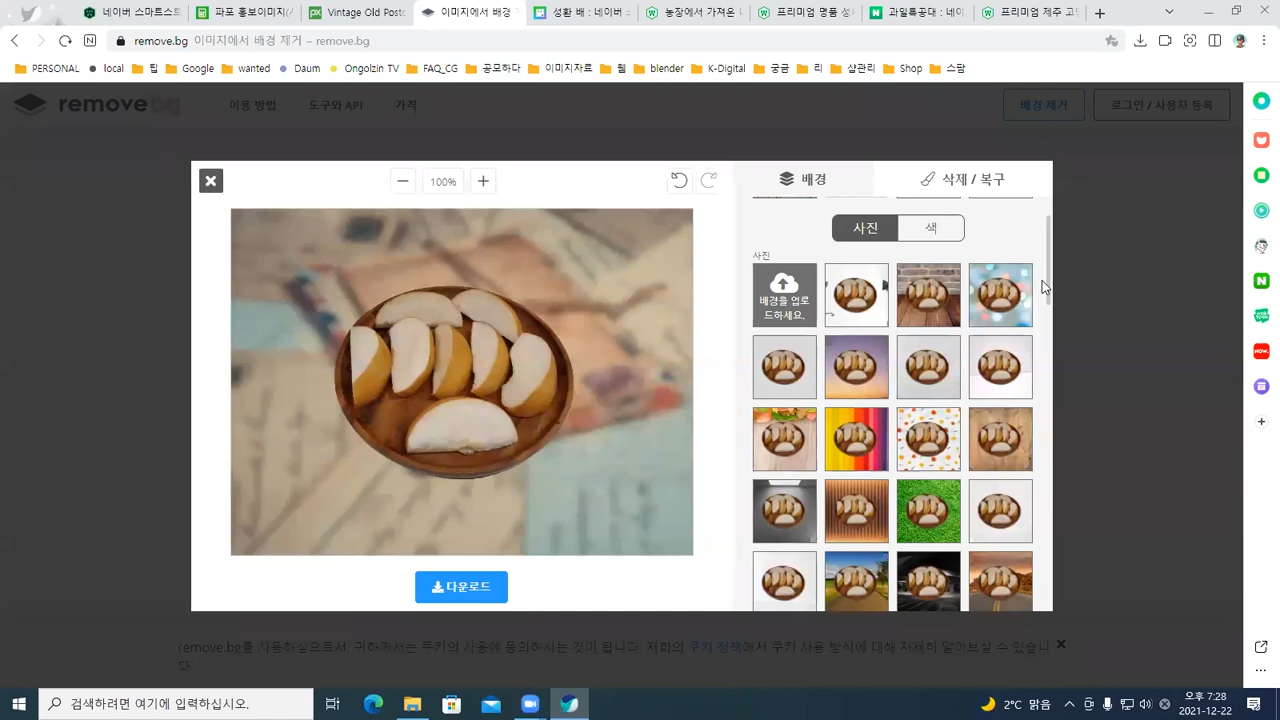 네이버 스마트스토
파포 홍보이미지(
Vintage Old Posto
이미지에서 배경
생활 한 : 네이버 :
농장에서 가져온
프리미엄 명품 성
과일특공대 : 네이
프리미엄 제주 고
remove.bg 이미지에서 배경 제거 – remove.bg
PERSONAL local 팁 Google wanted Daum Ongolzin TV FAQ_CG 공모하다 이미지자료 웹 blender K-Digital 궁금 리 샵관리 Shop 스팜
remove bg 이용 방법 도구와 API 가격 배경 제거 로그인 / 사용자 등록
100% 배경 삭제 / 복구
사진 색
사진
배경을 업로
드하세요.
다운로드
remove.bg를 사용하심으로써, 귀하께서는 쿠키의 사용에 동의하시는 것이 됩니다. 저희의 쿠키 정책에서 쿠키 사용 방식에 대해 자세히 알아보실 수 있습니
다.
N
NOW.
검색하려면 여기에 입력하십시오.
2°C 맑음
오후 7:28
2021-12-22